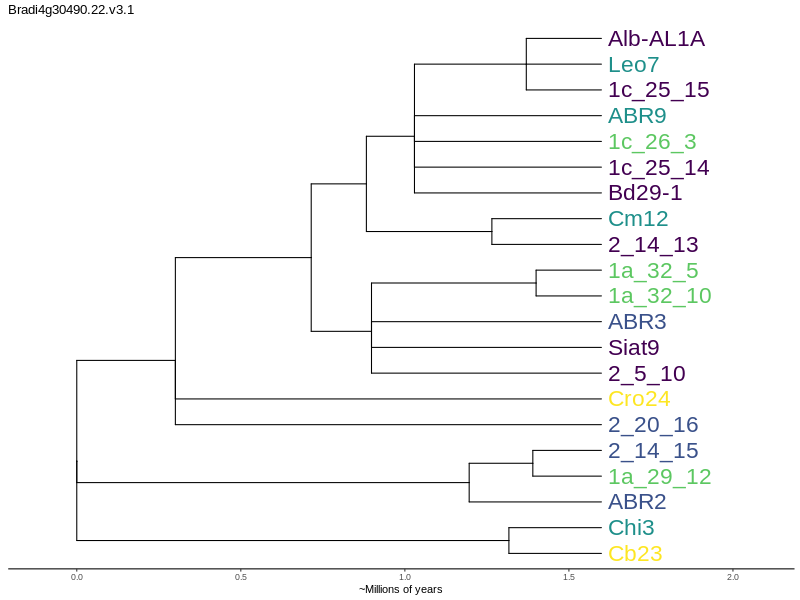 Bradi4g30490.22.v3.1
Alb-AL1A
Leo7
1c_25_15
ABR9
1c_26_3
1c_25_14
Bd29-1
Cm12
2_14_13
1a_32_5
1a_32_10
ABR3
Siat9
2_5_10
Cro24
2_20_16
2_14_15
1a_29_12
ABR2
Chi3
Cb23
0.0 0.5 1.0 1.5 2.0
~Millions of years